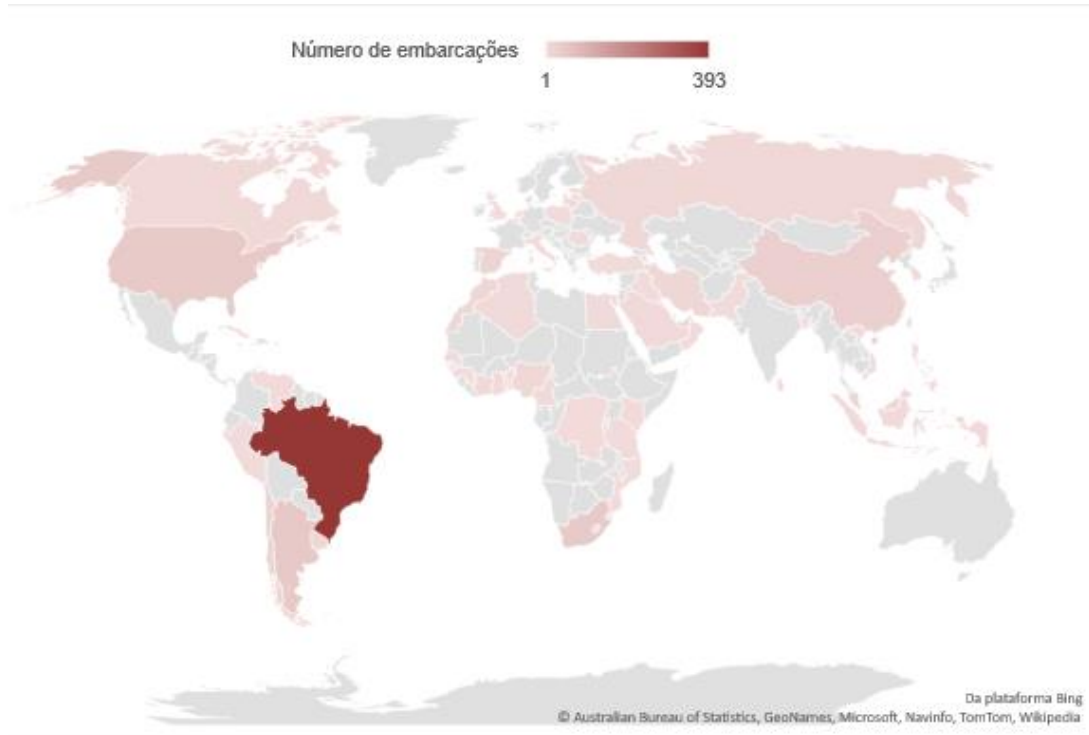 Número de embarcações
1 393
Da plataforma Bing
© Australian Bureau of Statistics, GeoNames, Microsoft, Navinfo, TomTom, Wikipedia